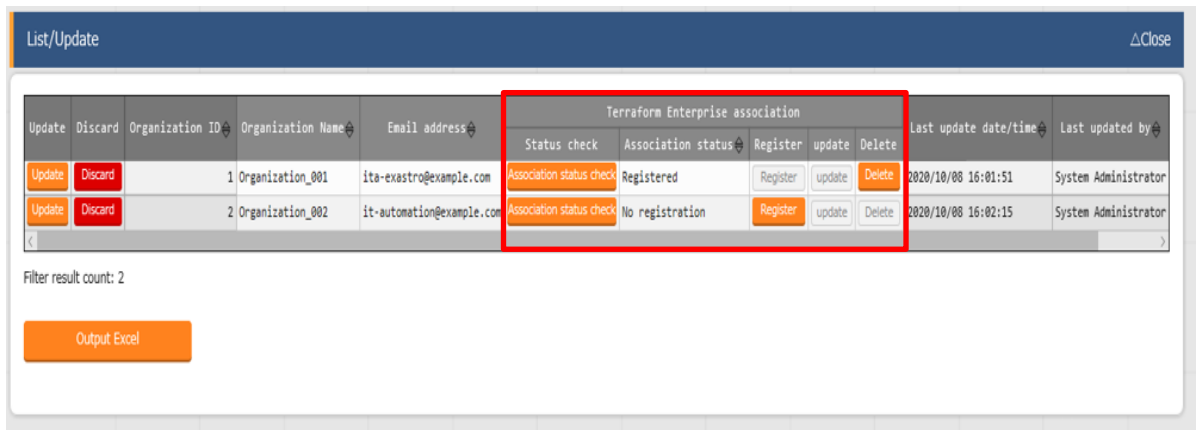 List/Update △Close
Terraform Enterprise association
Update Discard Organization ID Organization Name Email address Status check Association status Register update Delete Last update date/time Last updated by
Update Discard 1 Organization_001 ita-exastro@example.com Association status check Registered Register update Delete 2020/10/08 16:01:51 System Administrator
Update Discard 2 Organization_002 it-automation@example.com Association status check No registration Register update Delete 2020/10/08 16:02:15 System Administrator
Filter result count: 2
Output Excel